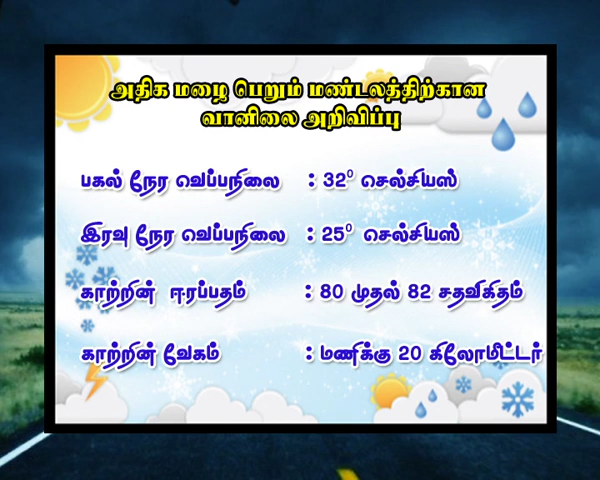 அதிக மழை பெறும் மண்டலத்திற்கான
வானிலை அறிவிப்பு
பகல் நேர வெப்பநிலை : 32° செல்சியஸ்
இரவு நேர வெப்பநிலை : 25° செல்சியஸ்
காற்றின் ஈரப்பதம் : 80 முதல் 82 சதவிகிதம்
காற்றின் வேகம் : மணிக்கு 20 கிலோமீட்டர்